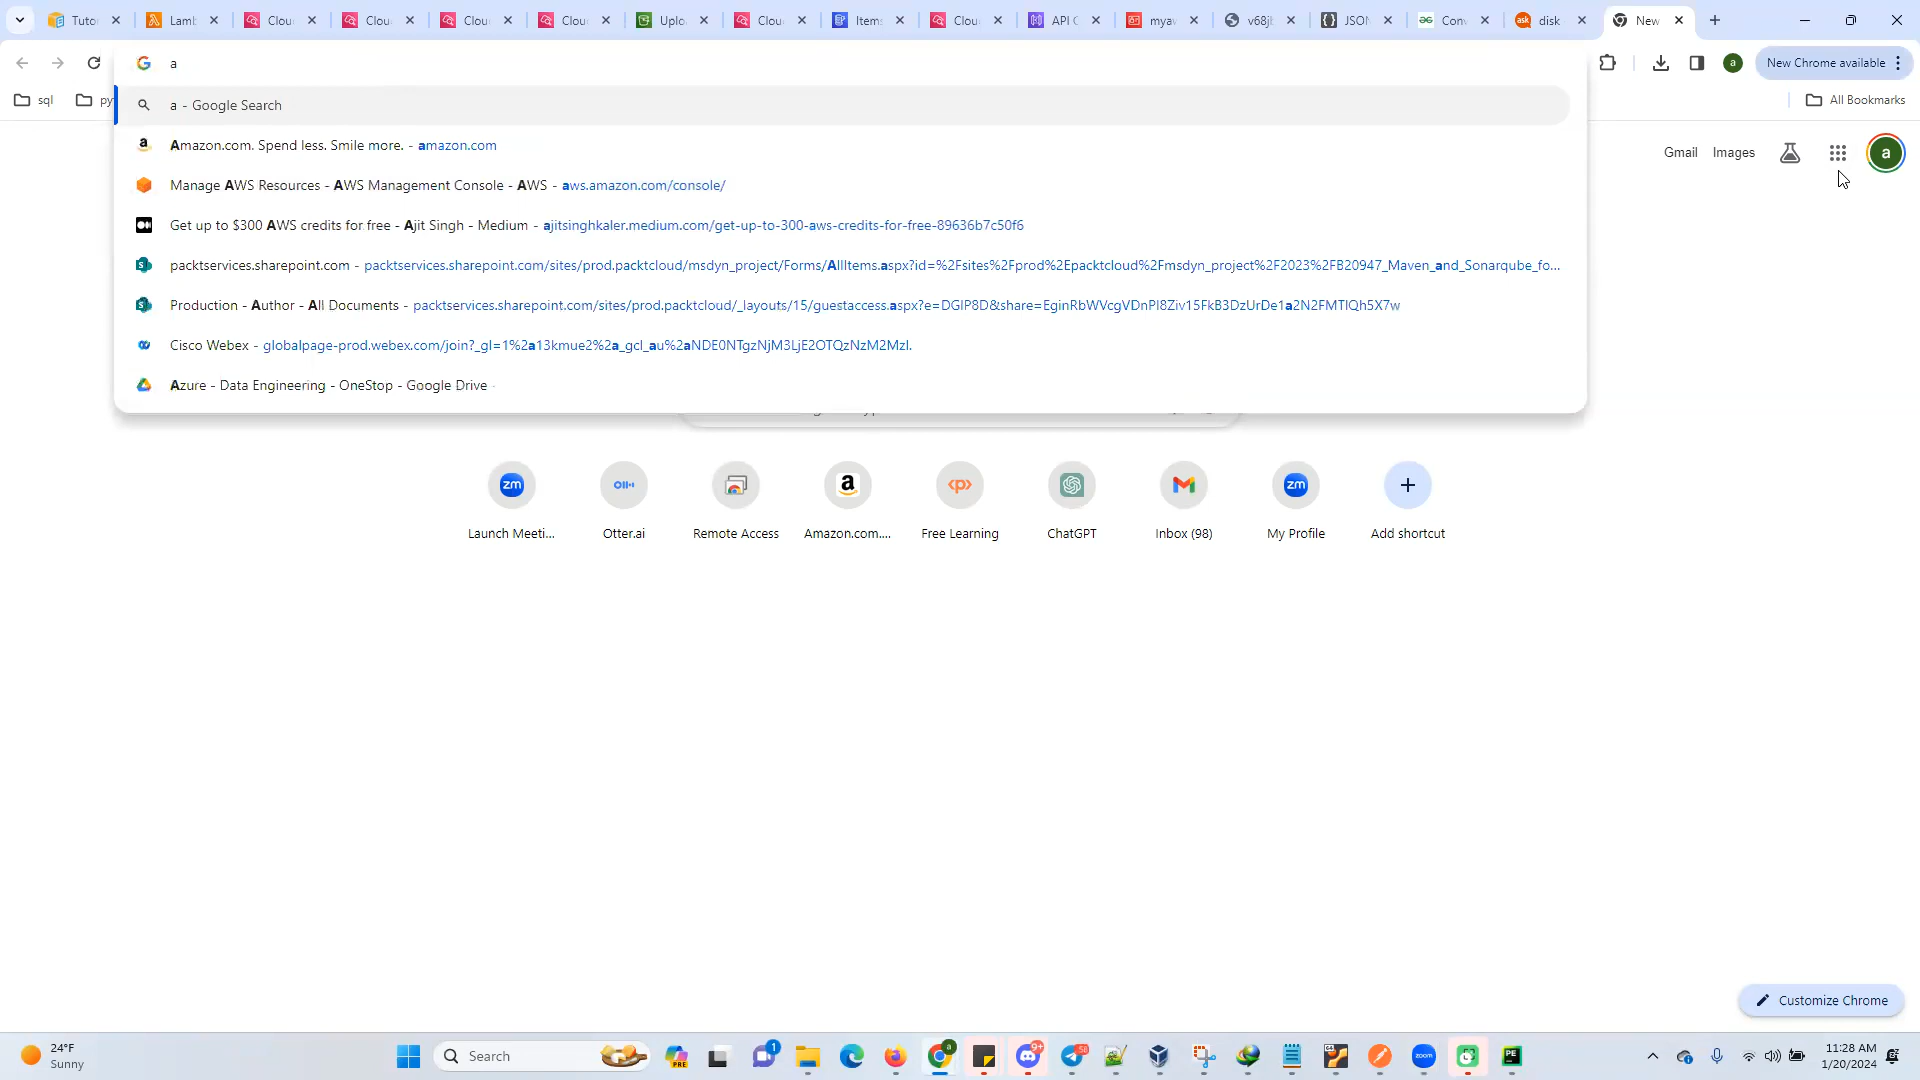 Tuto
Lamb
Clou
Clou
Clou
Clou
Uplo
Clou
Items
Clou
API C
myav
v68jl
JSON
Conv
disk
New
a
New Chrome available
sql
py
All Bookmarks
a - Google Search
Amazon.com. Spend less. Smile more. - amazon.com
Manage AWS Resources - AWS Management Console - AWS - aws.amazon.com/console/
Get up to $300 AWS credits for free - Ajit Singh - Medium - ajitsinghkaler.medium.com/get-up-to-300-aws-credits-for-free-89636b7c50f6
packtservices.sharepoint.com - packtservices.sharepoint.com/sites/prod.packtcloud/msdyn_project/Forms/AllItems.aspx?id=%2Fsites%2Fprod%2Epacktcloud%2Fmsdyn_project%2F2023%2FB20947_Maven_and_Sonarqube_fo...
Production - Author - All Documents - packtservices.sharepoint.com/sites/prod.packtcloud/_layouts/15/guestaccess.aspx?e=DGIP8D&share=EginRbWVcgVDnPI8Ziv15FkB3DzUrDe1a2N2FMTIQh5X7w
Cisco Webex - globalpage-prod.webex.com/join?_gl=1%2a13kmue2%2a_gcl_au%2aNDE0NTgzNjM3LjE2OTQzNzM2MzI.
Azure - Data Engineering - OneStop - Google Drive -
Gmail
Images
a
Launch Meeti...
Otter.ai
Remote Access
Amazon.com....
Free Learning
ChatGPT
Inbox (98)
My Profile
Add shortcut
Customize Chrome
24°F
Sunny
Search
11:28 AM
1/20/2024